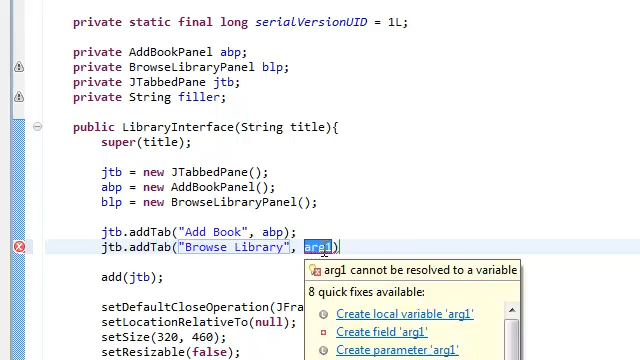 private static final long serialVersionUID = 1L;
private AddBookPanel abp;
private BrowseLibraryPanel blp;
private JTabbedPane jtb;
private String filler;
public LibraryInterface(String title){
super(title);
jtb = new JTabbedPane();
abp = new AddBookPanel();
blp = new BrowseLibraryPanel();
jtb.addTab("Add Book", abp);
jtb.addTab("Browse Library", arg1)
arg1 cannot be resolved to a variable
add(jtb);
8 quick fixes available:
setDefaultCloseOperation(JFra
Create local variable 'arg1'
setLocationRelativeTo(null);
Create field 'arg1'
setSize(320, 460);
Create parameter 'arg1'
setResizable(false);